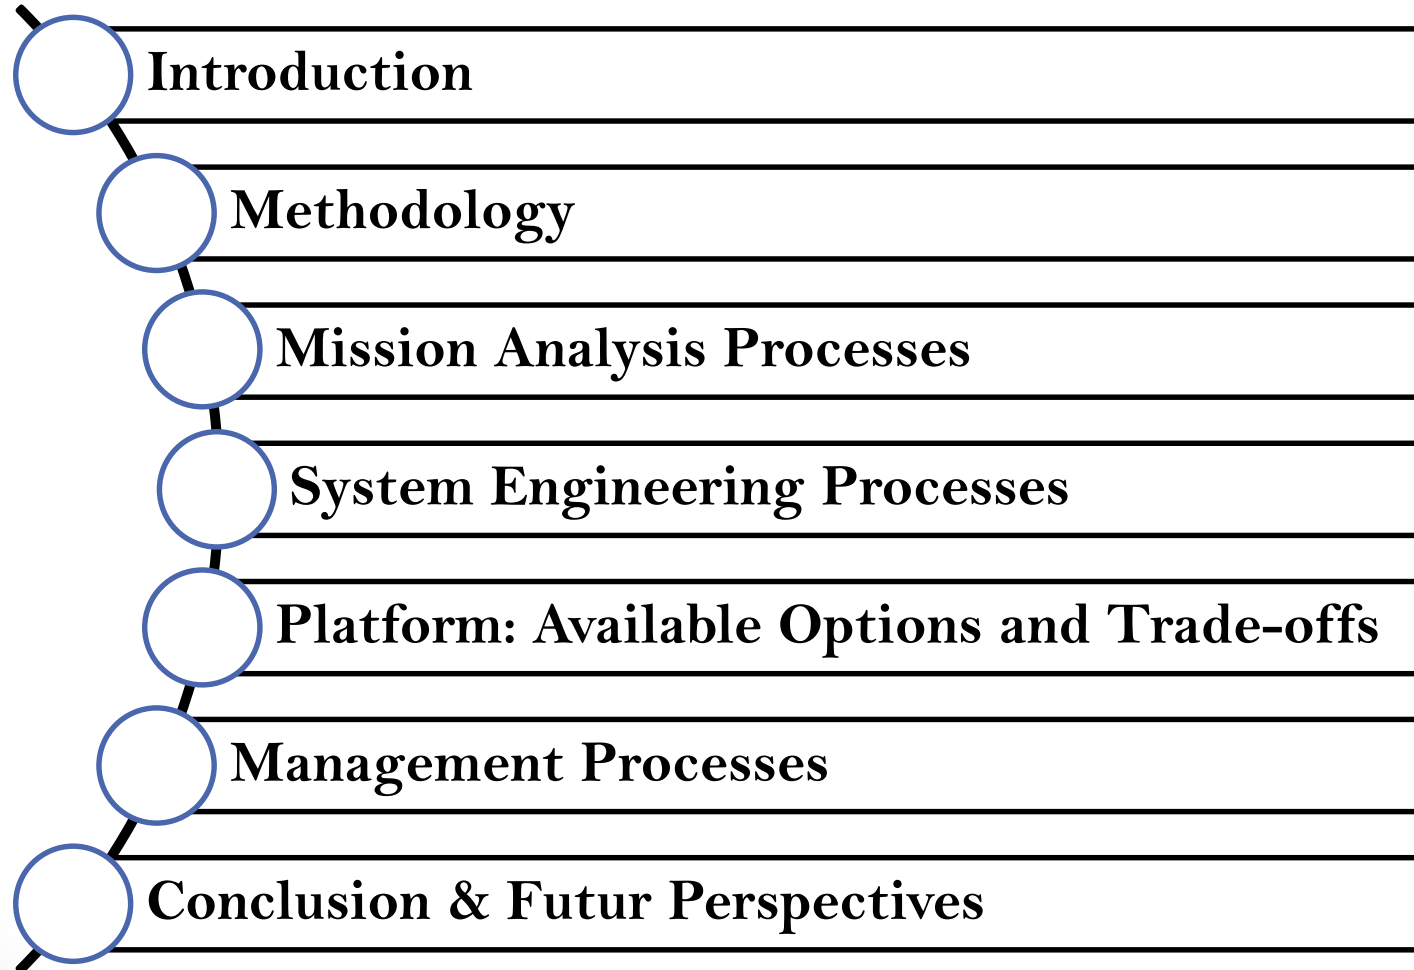 Introduction
Methodology
Mission Analysis Processes
System Engineering Processes
Platform: Available Options and Trade-offs
Management Processes
Conclusion & Futur Perspectives